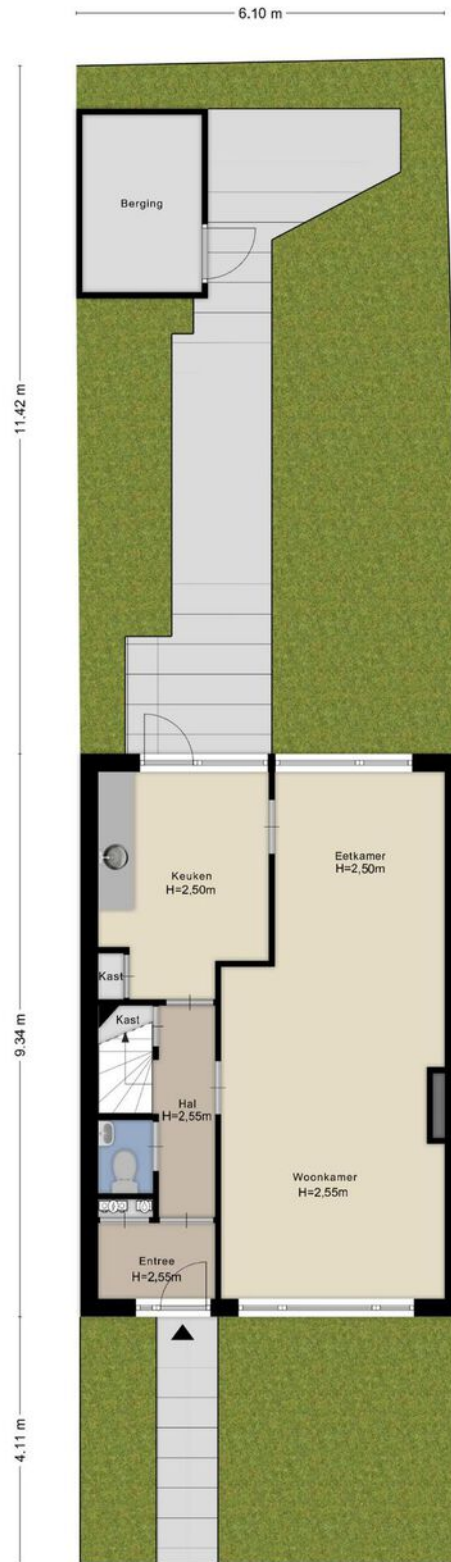 6.10 m
Berging
11.42 m
Keuken
H=2,50m
Eetkamer
H=2,50m
Kast
Kast
9.34 m
Hal
H=2,55m
Woonkamer
H=2,55m
Entree
H=2,55m
4.11 m